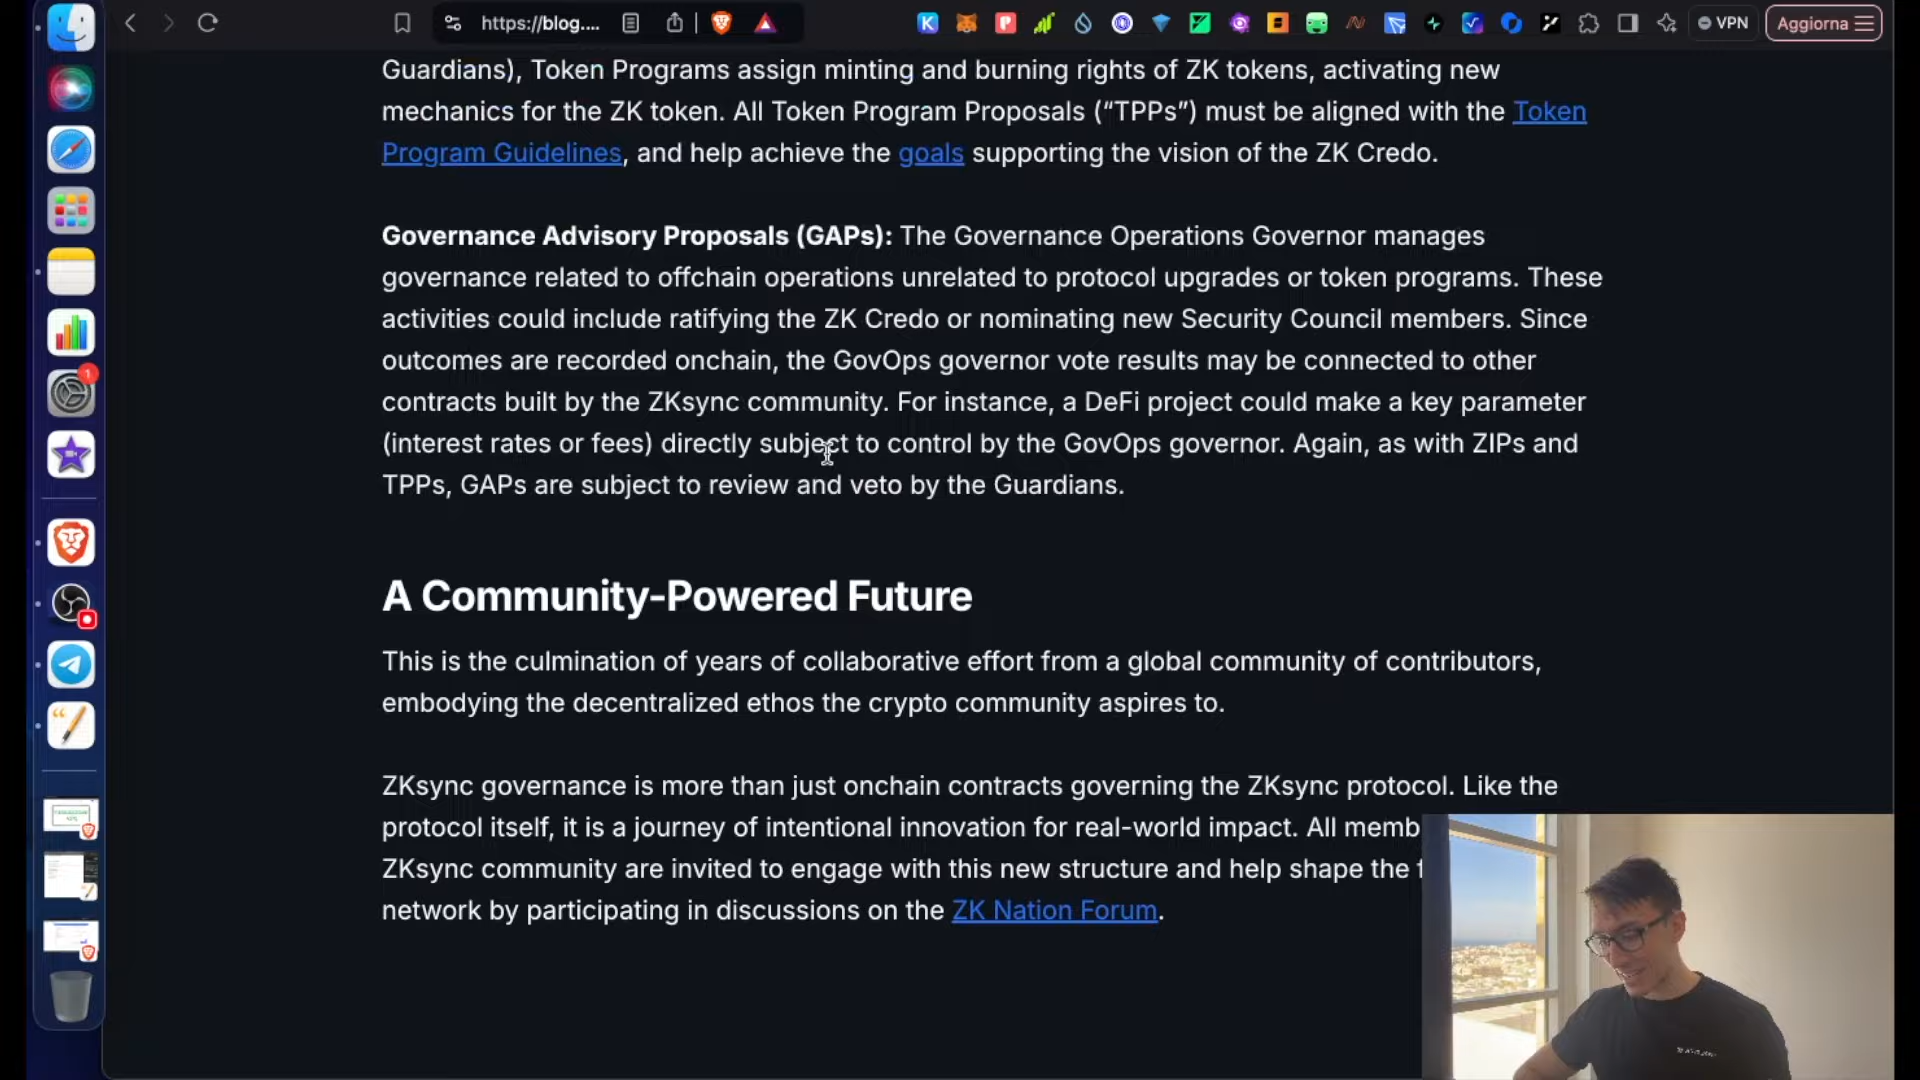 https://blog....
VPN
Aggiorna
Guardians), Token Programs assign minting and burning rights of ZK tokens, activating new
mechanics for the ZK token. All Token Program Proposals (“TPPs”) must be aligned with the Token
Program Guidelines, and help achieve the goals supporting the vision of the ZK Credo.
Governance Advisory Proposals (GAPs): The Governance Operations Governor manages
governance related to offchain operations unrelated to protocol upgrades or token programs. These
activities could include ratifying the ZK Credo or nominating new Security Council members. Since
outcomes are recorded onchain, the GovOps governor vote results may be connected to other
contracts built by the ZKsync community. For instance, a DeFi project could make a key parameter
(interest rates or fees) directly subject to control by the GovOps governor. Again, as with ZIPs and
TPPs, GAPs are subject to review and veto by the Guardians.
A Community-Powered Future
This is the culmination of years of collaborative effort from a global community of contributors,
embodying the decentralized ethos the crypto community aspires to.
ZKsync governance is more than just onchain contracts governing the ZKsync protocol. Like the
protocol itself, it is a journey of intentional innovation for real-world impact. All memb
ZKsync community are invited to engage with this new structure and help shape the f
network by participating in discussions on the ZK Nation Forum.
1